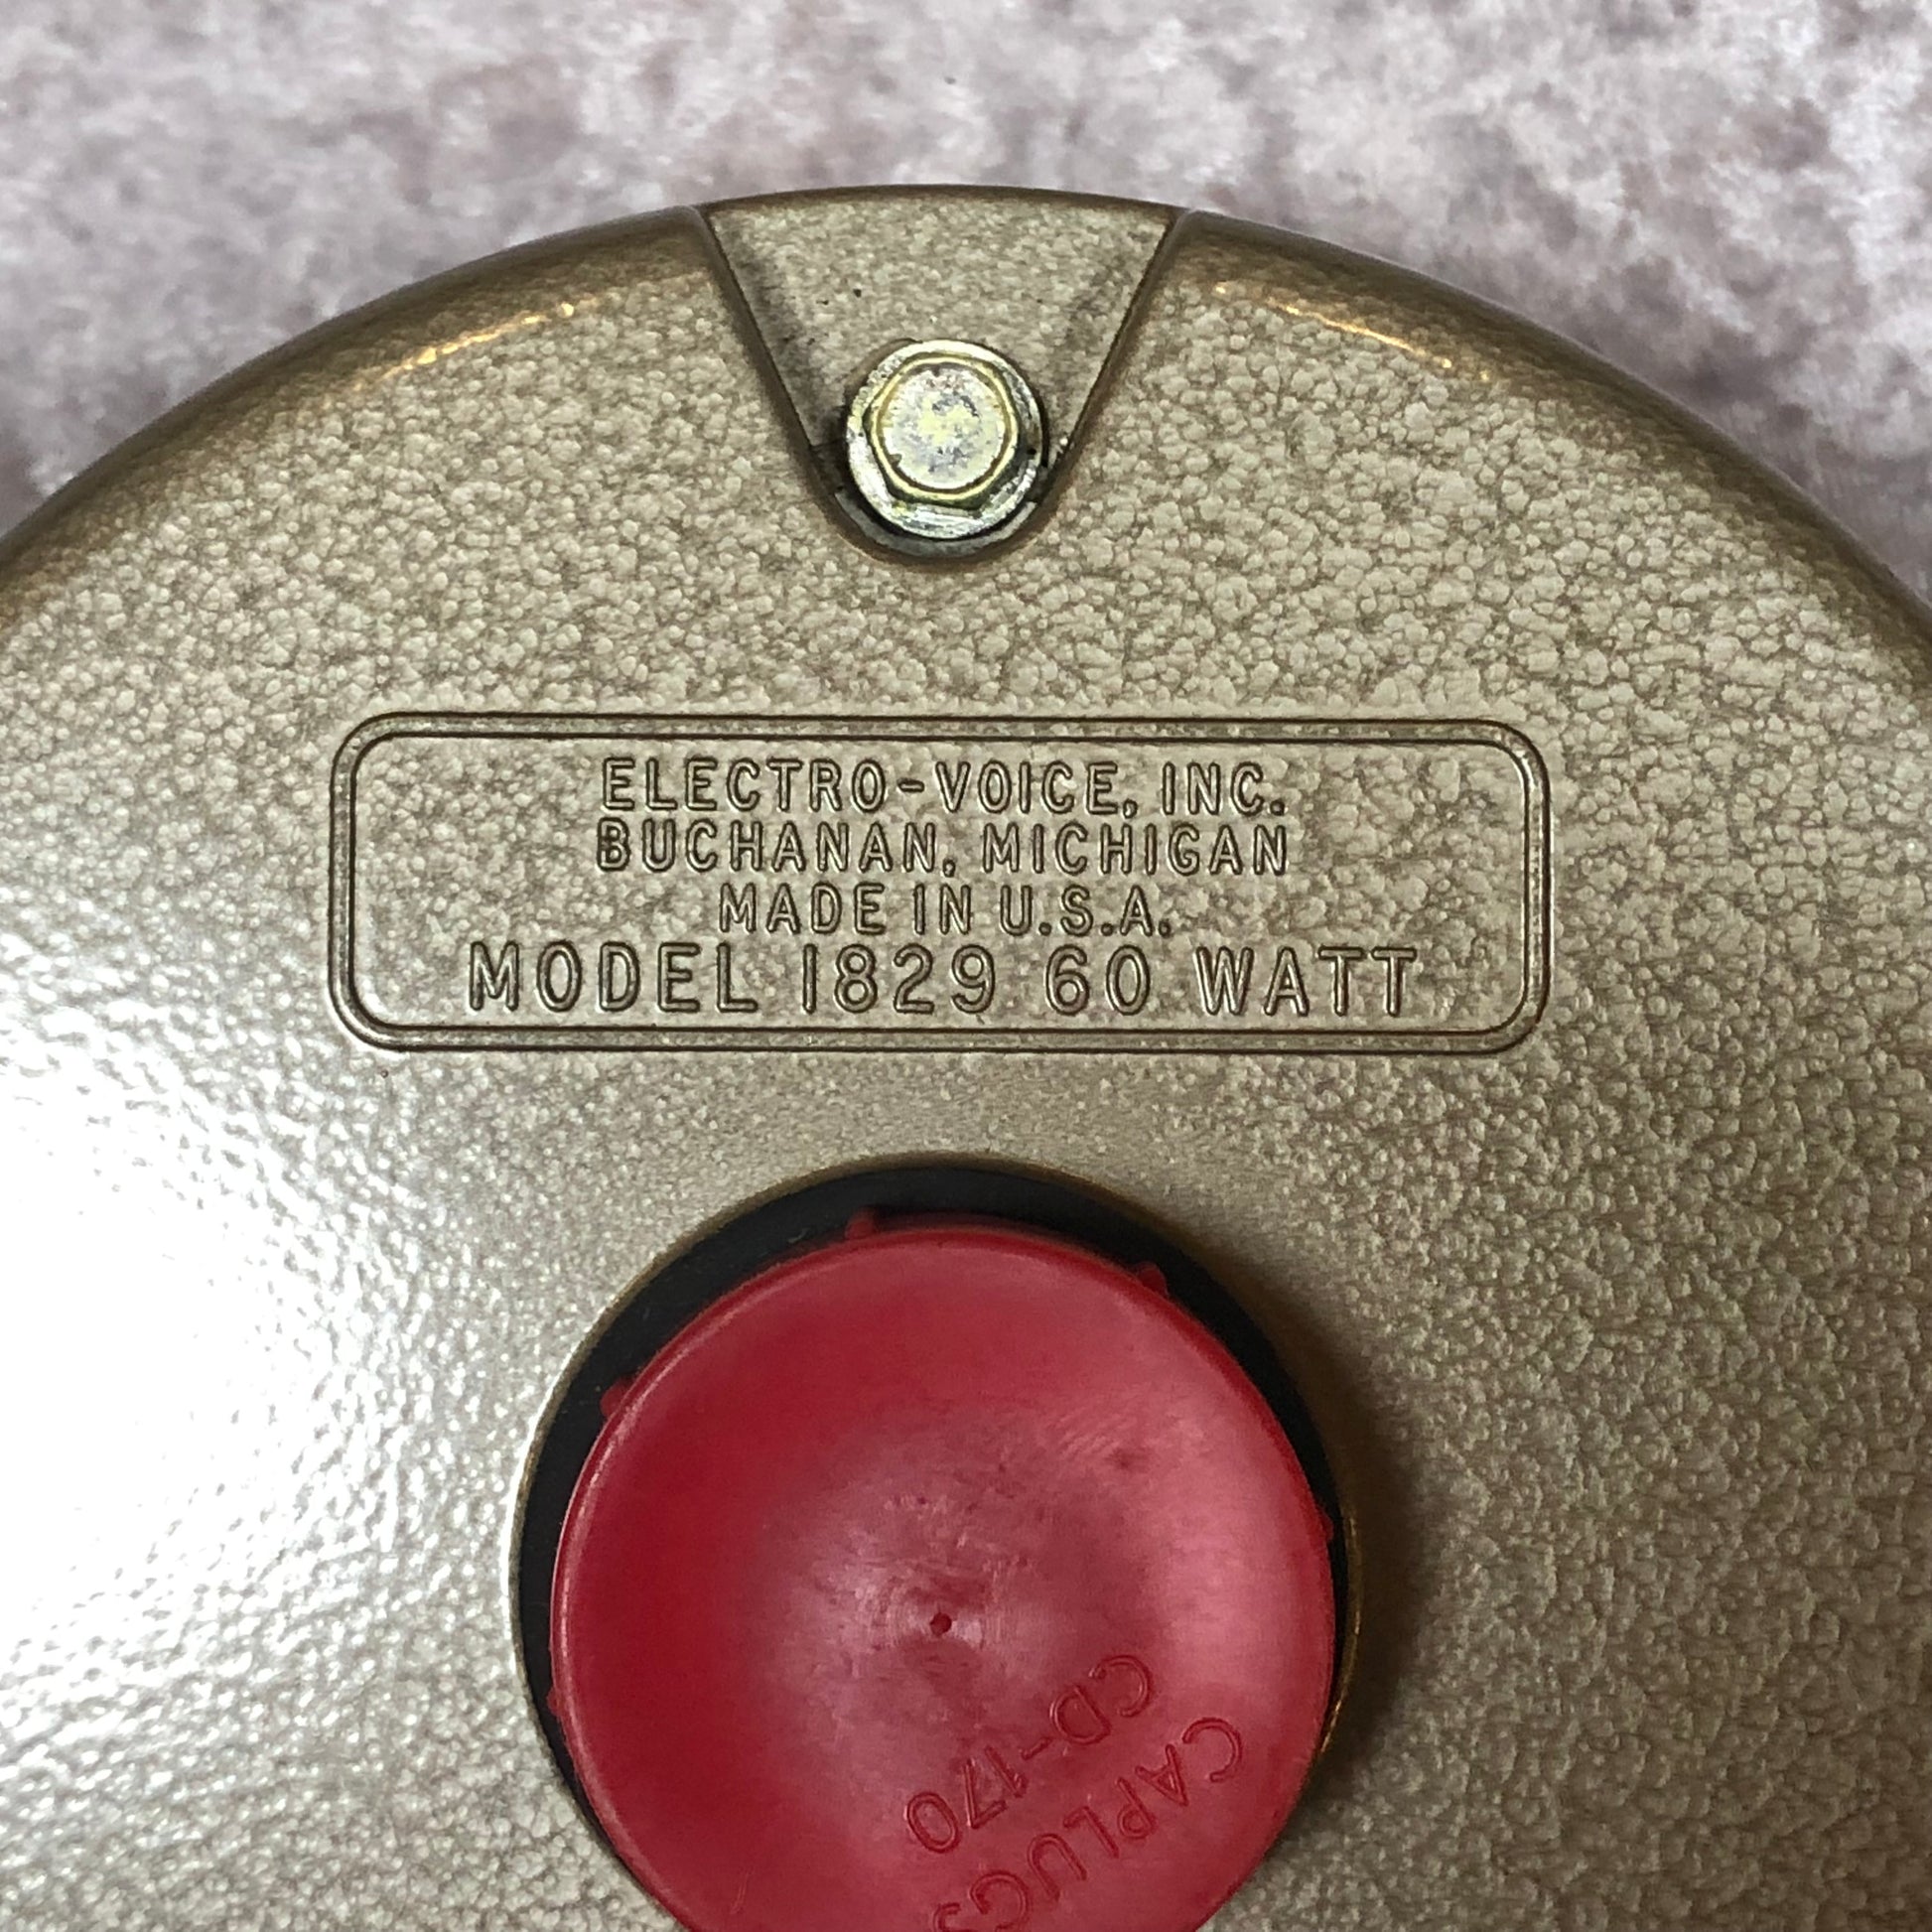 ELECTRO-VOICE, INC.
BUCHANAN, MICHIGAN
MADE IN U.S.A.
MODEL 1829 60 WATT
CAPLUGS
CD-170